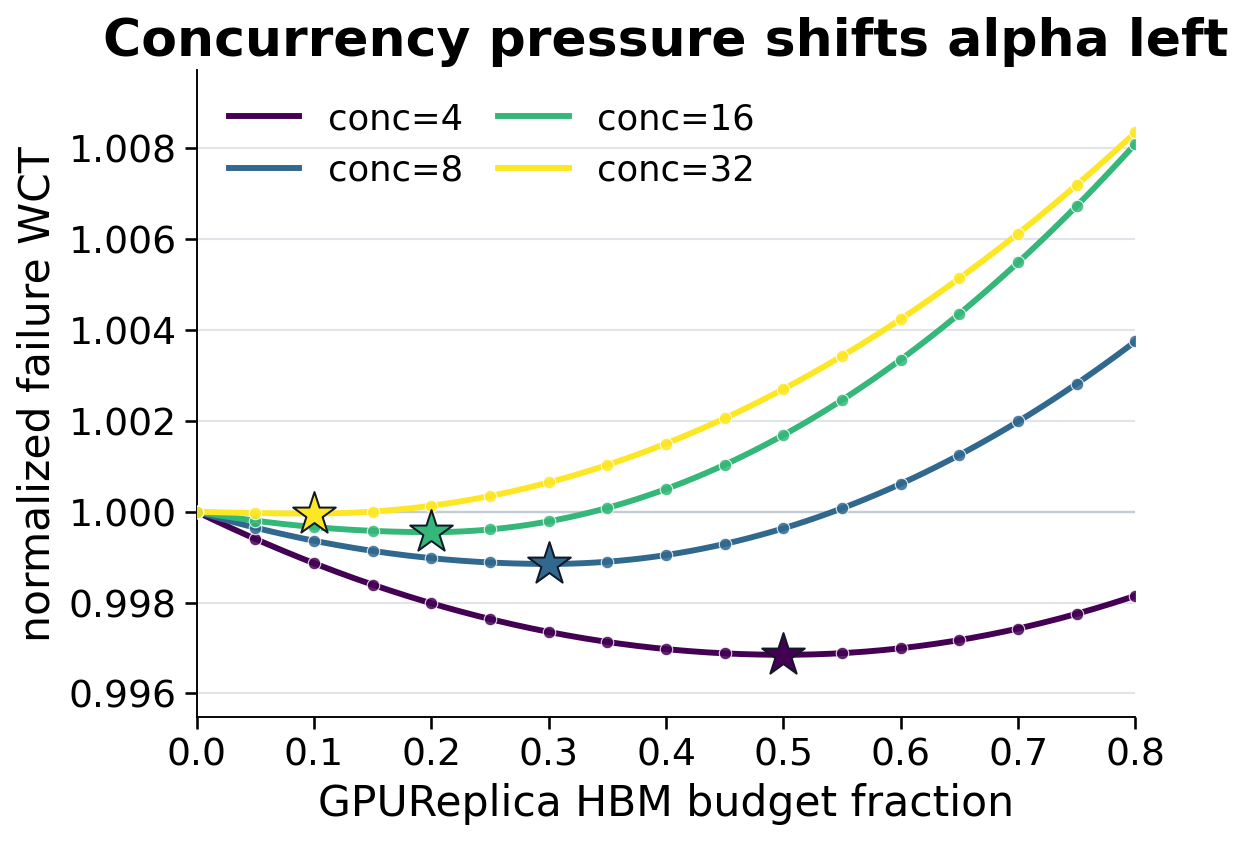 Concurrency pressure shifts alpha left
conc=4
conc=8
conc=16
conc=32
normalized failure WCT
1.008
1.006
1.004
1.002
1.000
0.998
0.996
0.0 0.1 0.2 0.3 0.4 0.5 0.6 0.7 0.8
GPUReplica HBM budget fraction